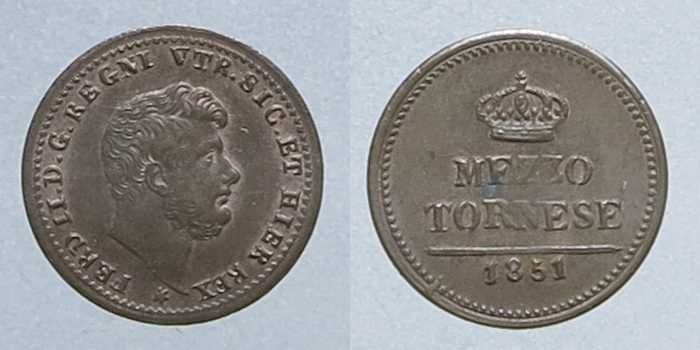 FERD II.D.G.REGNI VTR.SIC.ET HIER REX
MEZZO
TORNESE
1851